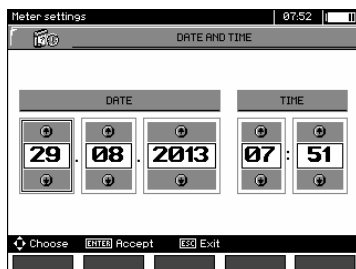 Meter settings 07:52
DATE AND TIME
DATE TIME
29 . 08 . 2013 07 : 51
Choose ENTER Accept ESC Exit